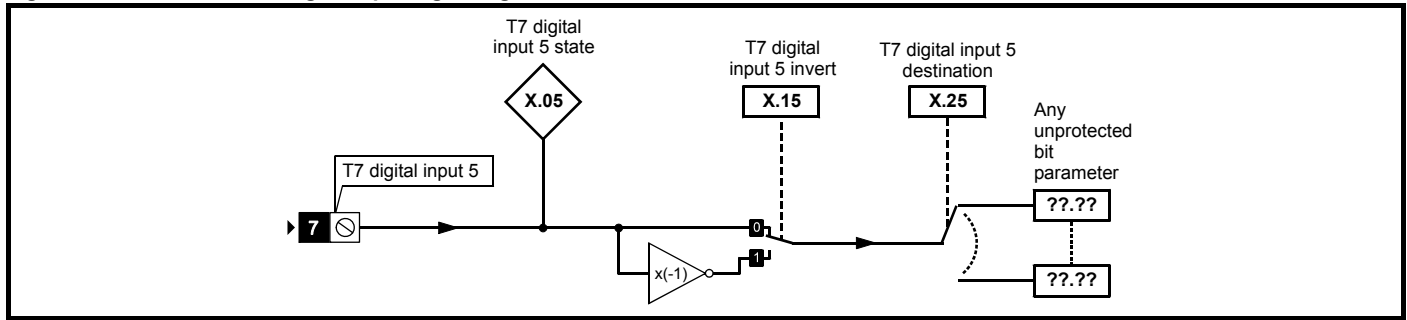 T7 digital
input 5 state
X.05
T7 digital
input 5 invert
X.15
T7 digital input 5
destination
X.25
Any
unprotected
bit
parameter
T7 digital input 5
7
0
1
x(-1)
??.??
??.??